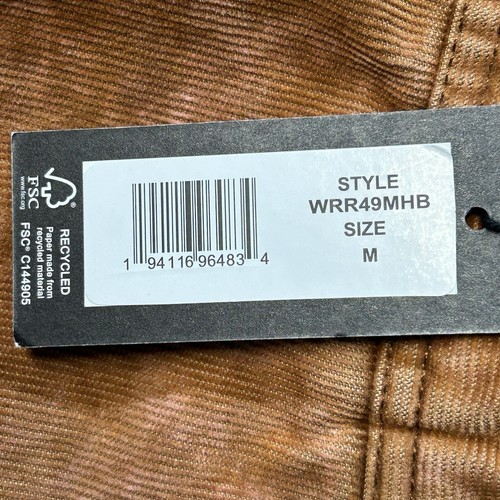 FSC®
www.fsc.org
RECYCLED
Paper made from
recycled material
FSC® C144905
STYLE
WRR49MHB
SIZE
M
1 94116 96483 4